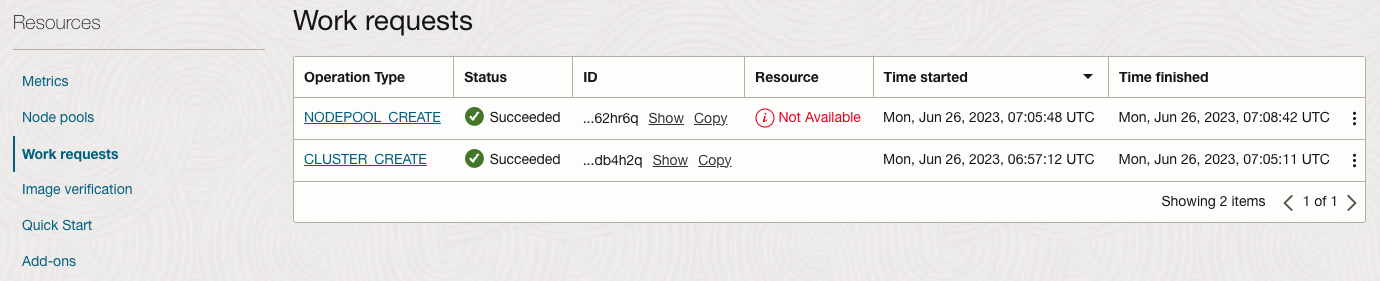 Resources
Metrics
Node pools
Work requests
Image verification
Quick Start
Add-ons
Work requests
Operation Type Status ID Resource Time started Time finished
NODEPOOL_CREATE Succeeded ...62hr6q Show Copy Not Available Mon, Jun 26, 2023, 07:05:48 UTC Mon, Jun 26, 2023, 07:08:42 UTC
CLUSTER_CREATE Succeeded ...db4h2q Show Copy Mon, Jun 26, 2023, 06:57:12 UTC Mon, Jun 26, 2023, 07:05:11 UTC
Showing 2 items 1 of 1